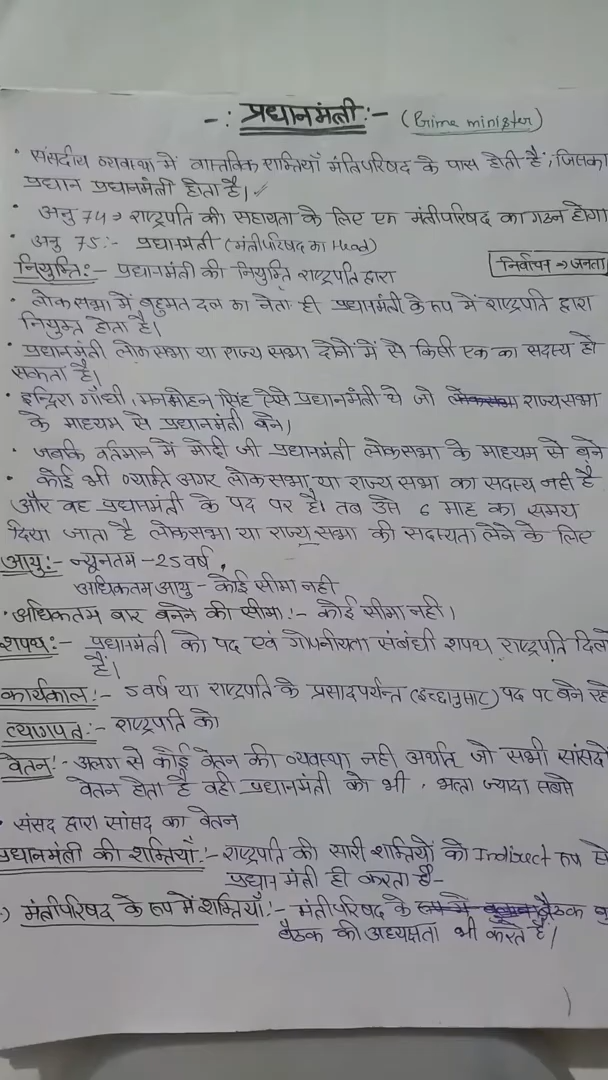 -: प्रधानमंत्री :- (Prime minister)
• संसदीय व्यवस्था में वास्तविक शक्तियाँ मंत्रिपरिषद के पास होती है, जिसका
प्रधान प्रधानमंत्री होता है।
• अनु 74 → राष्ट्रपति की सहायता के लिए एक मंत्रीपरिषद का गठन होगा
• अनु 75:- प्रधानमंत्री (मंत्रीपरिषद का Head)
नियुक्ति:- प्रधानमंत्री की नियुक्ति राष्ट्रपति द्वारा
निर्वाचन → जनता
• लोकसभा में बहुमत दल का नेता ही प्रधानमंत्री के रूप में राष्ट्रपति द्वारा
नियुक्त होता है।
• प्रधानमंत्री लोकसभा या राज्य सभा दोनों में से किसी एक का सदस्य हो
सकता है।
• इन्दिरा गाँधी, मनमोहन सिंह ऐसे प्रधानमंत्री थे जो राज्यसभा
के माध्यम से प्रधानमंत्री बने।
• जबकि वर्तमान में मोदी जी प्रधानमंत्री लोकसभा के माध्यम से बने
• कोई भी व्यक्ति अगर लोकसभा या राज्य सभा का सदस्य नही है
और वह प्रधानमंत्री के पद पर है। तब उसे 6 माह का समय
दिया जाता है लोकसभा या राज्य सभा की सदस्यता लेने के लिए
आयु:- न्यूनतम - 25 वर्ष,
अधिकतम आयु - कोई सीमा नही
• अधिकतम बार बनने की सीमा:- कोई सीमा नही।
शपथ:- प्रधानमंत्री को पद एवं गोपनीयता संबंधी शपथ राष्ट्रपति
है।
कार्यकाल:- 5 वर्ष या राष्ट्रपति के प्रसादपर्यन्त (इच्छानुसार) पद पर बने
त्यागपत्र:- राष्ट्रपति को
वेतन:- अलग से कोई वेतन की व्यवस्था नही अर्थात जो सभी
वेतन होता है वही प्रधानमंत्री को भी, भत्ता ज्यादा सबसे
• संसद द्वारा सांसद का वेतन
प्रधानमंत्री की शक्तियाँ:- राष्ट्रपति की सारी शक्तियों को Indirect रूप से
प्रधान मंत्री ही करता है -
मंत्रीपरिषद के रूप में शक्तियाँ:- मंत्रीपरिषद के बैठक
बैठक की अध्यक्षता भी करते है।